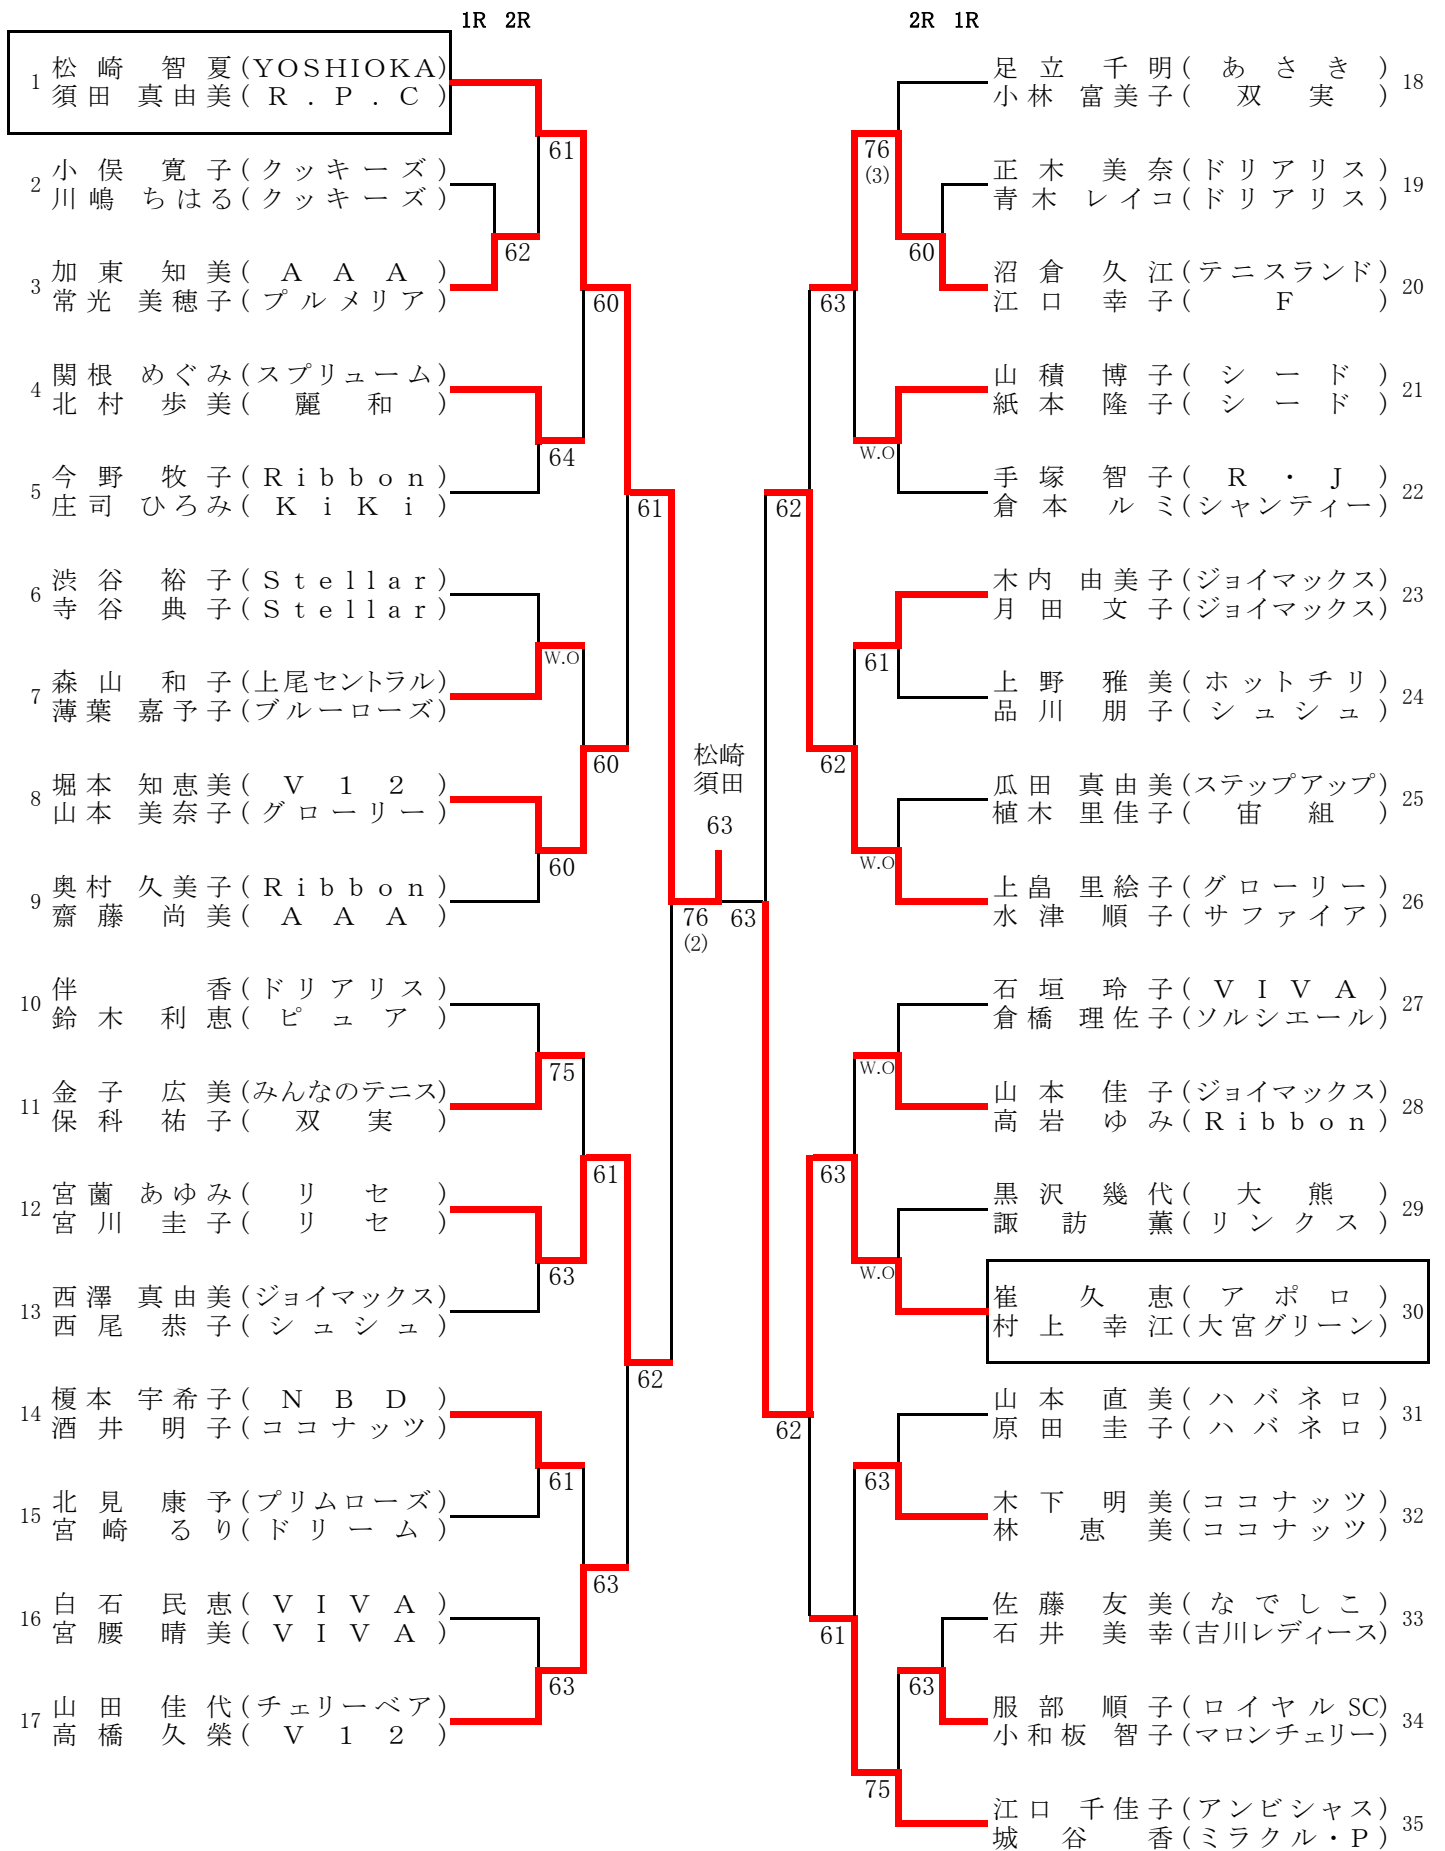 1R 2R
1 松崎 智夏(YOSHIOKA)
須田 真由美(R.P.C)
2 小俣 寛子(クッキーズ)
川嶋 ちはる(クッキーズ)
3 加東 知美(AAA)
常光 美穂子(プルメリア)
4 関根 めぐみ(スプリューム)
北村 歩美(麗和)
5 今野 牧子(Ribbon)
庄司 ひろみ(KiKi)
6 渋谷 裕子(Stellar)
寺谷 典子(Stellar)
7 森山 和子(上尾セントラル)
薄葉 嘉予子(ブルーローズ)
8 堀本 知恵美(V12)
山本 美奈子(グローリー)
9 奥村 久美子(Ribbon)
齋藤 尚美(AAA)
10 伴 香(ドリアリス)
鈴木 利恵(ピュア)
11 金子 広美(みんなのテニス)
保科 祐子(双実)
12 宮薗 あゆみ(リセ)
宮川 圭子(リセ)
13 西澤 真由美(ジョイマックス)
西尾 恭子(シュシュ)
14 榎本 宇希子(NBD)
酒井 明子(ココナッツ)
15 北見 康予(プリムローズ)
宮崎 るり(ドリーム)
16 白石 民恵(VIVA)
宮腰 晴美(VIVA)
17 山田 佳代(チェリーベア)
高橋 久榮(V12)
61
62
60
64
61
W.O
60
60
75
61
63
62
61
63
63
松崎
須田
63
76
(2)
63
2R 1R
76
(3)
60
63
W.O
62
61
62
W.O
W.O
63
W.O
62
63
61
63
75
足立 千明(あさき) 18
小林 富美子(双実)
正木 美奈(ドリアリス) 19
青木 レイコ(ドリアリス)
沼倉 久江(テニスランド) 20
江口 幸子(F)
山積 博子(シード) 21
紙本 隆子(シード)
手塚 智子(R・J) 22
倉本 ルミ(シャンティー)
木内 由美子(ジョイマックス) 23
月田 文子(ジョイマックス)
上野 雅美(ホットチリ) 24
品川 朋子(シュシュ)
瓜田 真由美(ステップアップ) 25
植木 里佳子(宙組)
上畠 里絵子(グローリー) 26
水津 順子(サファイア)
石垣 玲子(VIVA) 27
倉橋 理佐子(ソルシエール)
山本 佳子(ジョイマックス) 28
高岩 ゆみ(Ribbon)
黒沢 幾代(大熊) 29
諏訪 薫(リンクス)
崔 久恵(アポロ) 30
村上 幸江(大宮グリーン)
山本 直美(ハバネロ) 31
原田 圭子(ハバネロ)
木下 明美(ココナッツ) 32
林 恵美(ココナッツ)
佐藤 友美(なでしこ) 33
石井 美幸(吉川レディース)
服部 順子(ロイヤルSC) 34
小和板 智子(マロンチェリー)
江口 千佳子(アンビシャス) 35
城谷 香(ミラクル・P)